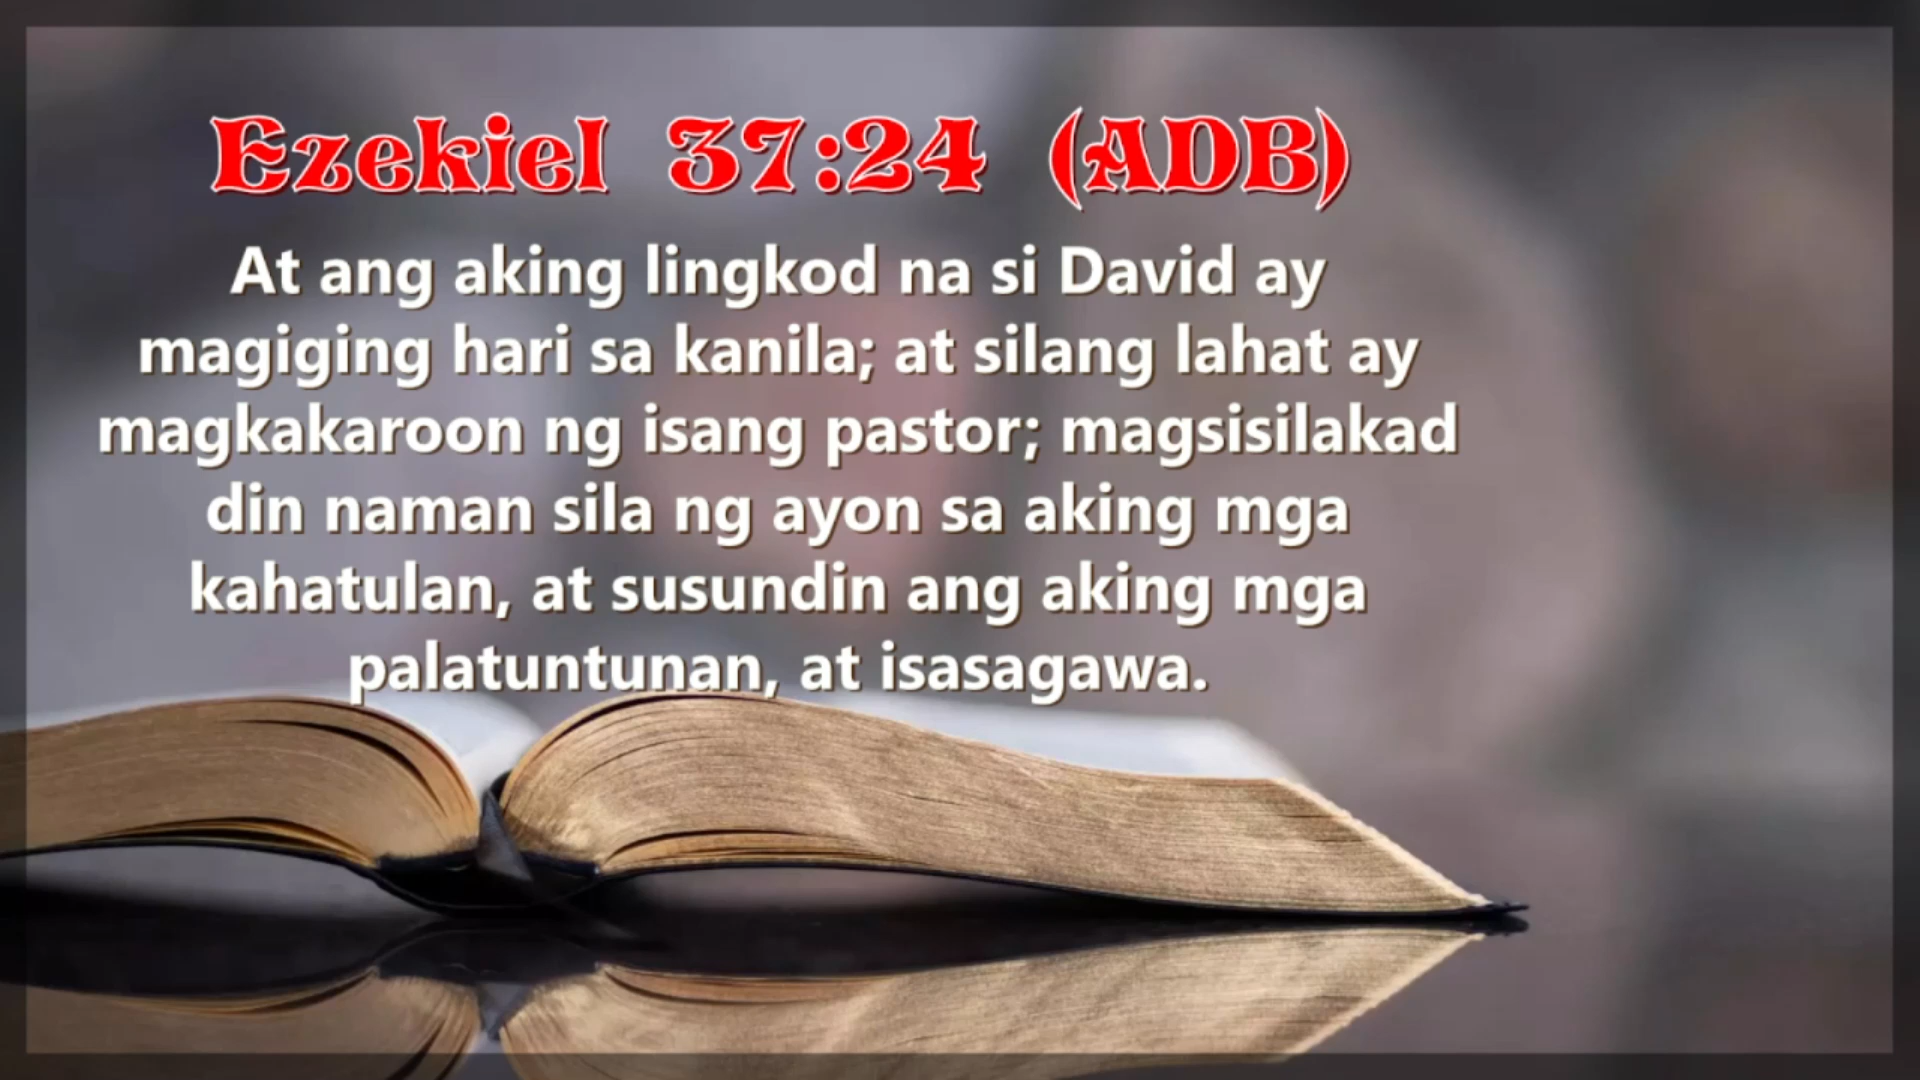 Ezekiel 37:24 (ADB)
At ang aking lingkod na si David ay
magiging hari sa kanila; at silang lahat ay
magkakaroon ng isang pastor; magsisilakad
din naman sila ng ayon sa aking mga
kahatulan, at susundin ang aking mga
palatuntunan, at isasagawa.